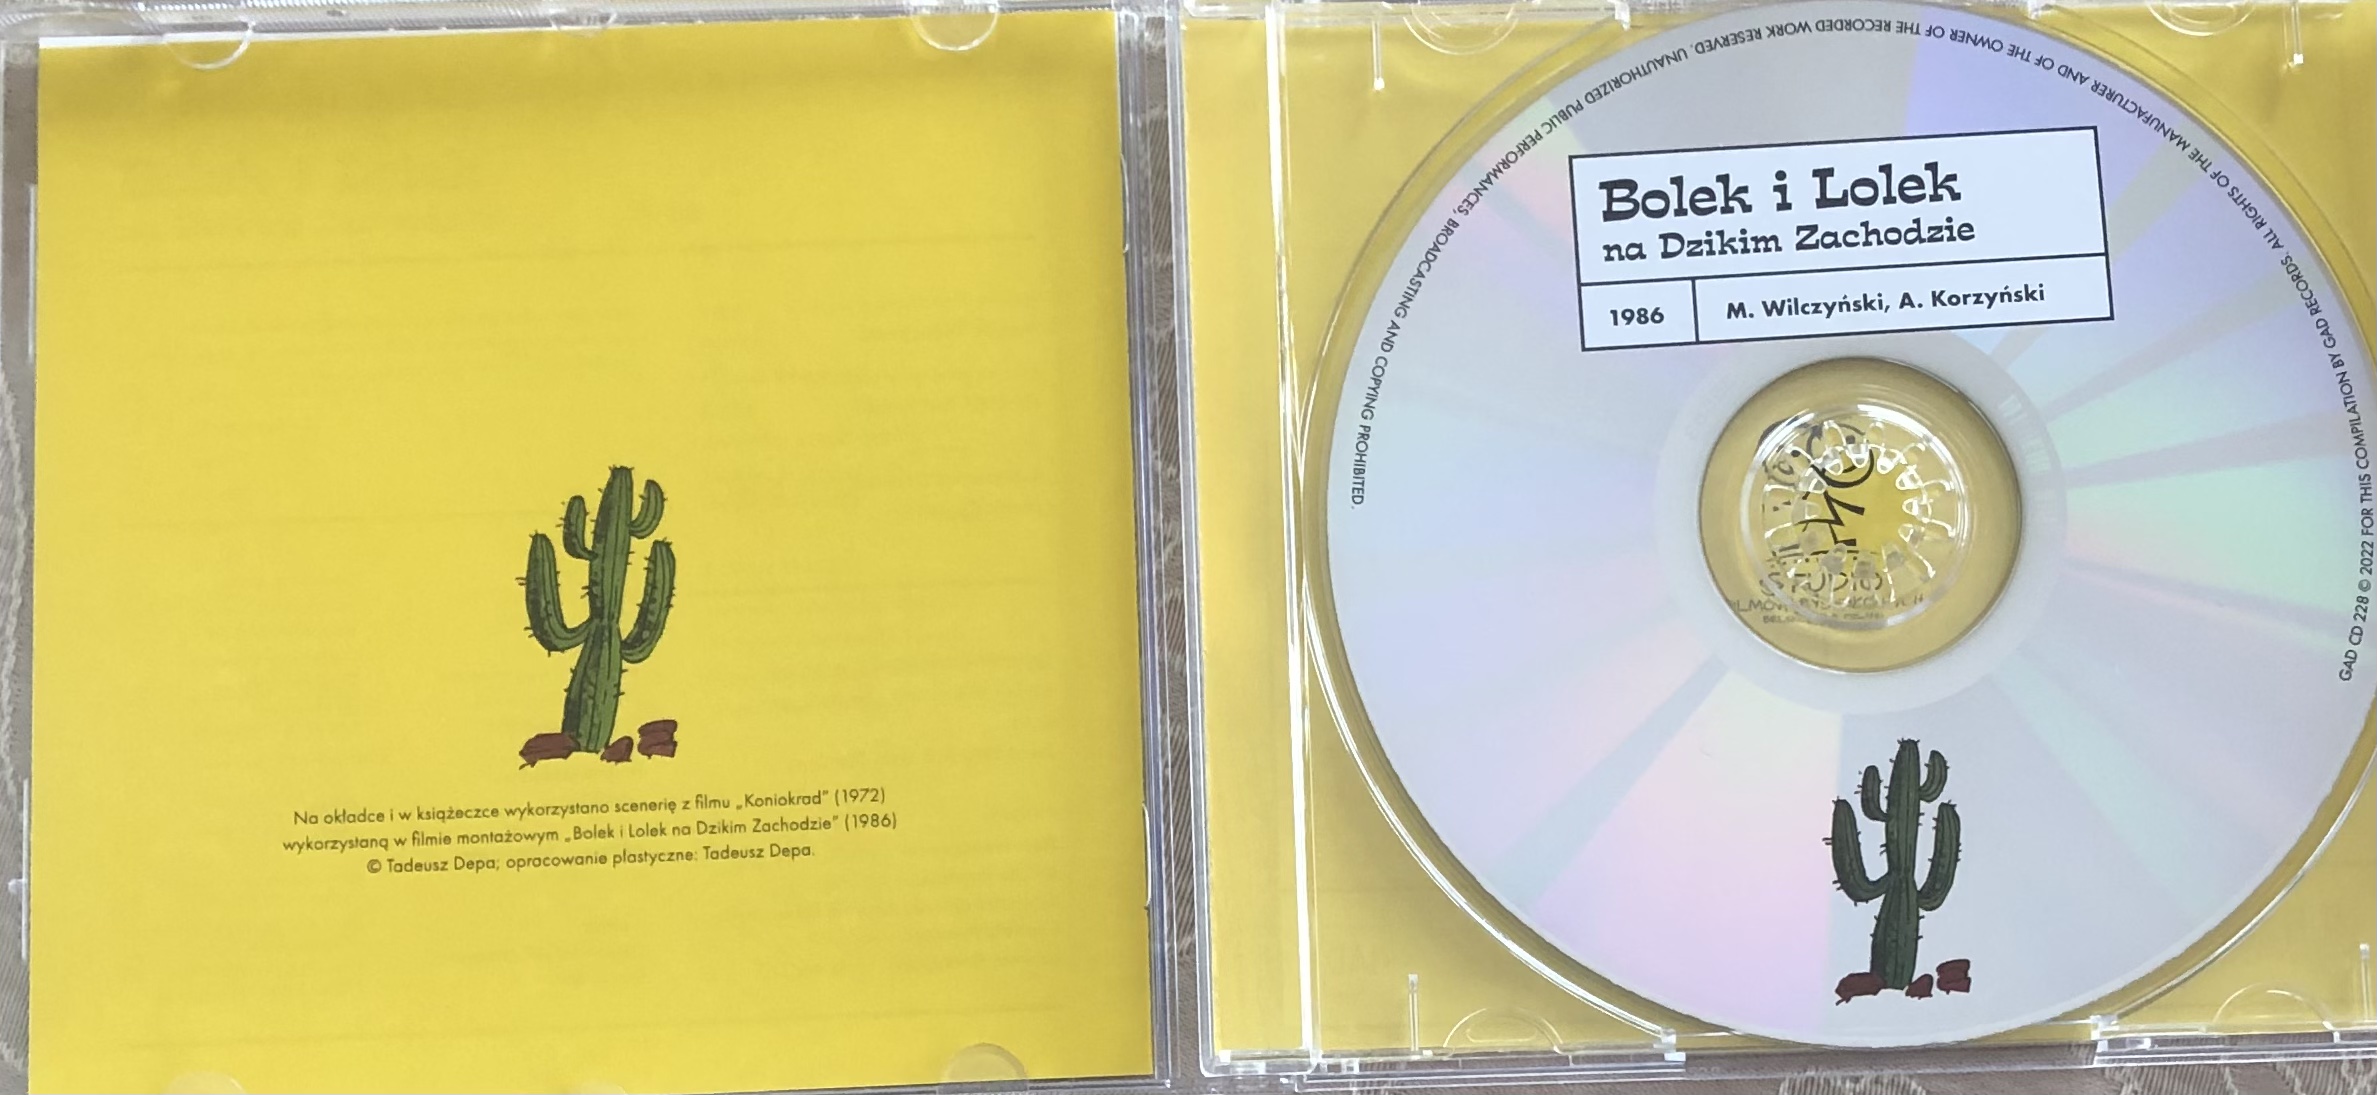 Na okładce i w książeczce wykorzystano scenerię z filmu „Koniokrad” (1972)
wykorzystaną w filmie montażowym „Bolek i Lolek na Dzikim Zachodzie” (1986)
© Tadeusz Depa; opracowanie plastyczne: Tadeusz Depa.
Bolek i Lolek
na Dzikim Zachodzie
1986
M. Wilczyński, A. Korzyński
GAD CD 228 © 2022 FOR THIS COMPILATION BY GAD RECORDS. ALL RIGHTS OF THE MANUFACTURER AND OF THE OWNER OF THE RECORDED WORK RESERVED. UNAUTHORIZED PUBLIC PERFORMANCES, BROADCASTING AND COPYING PROHIBITED.
STUDIO